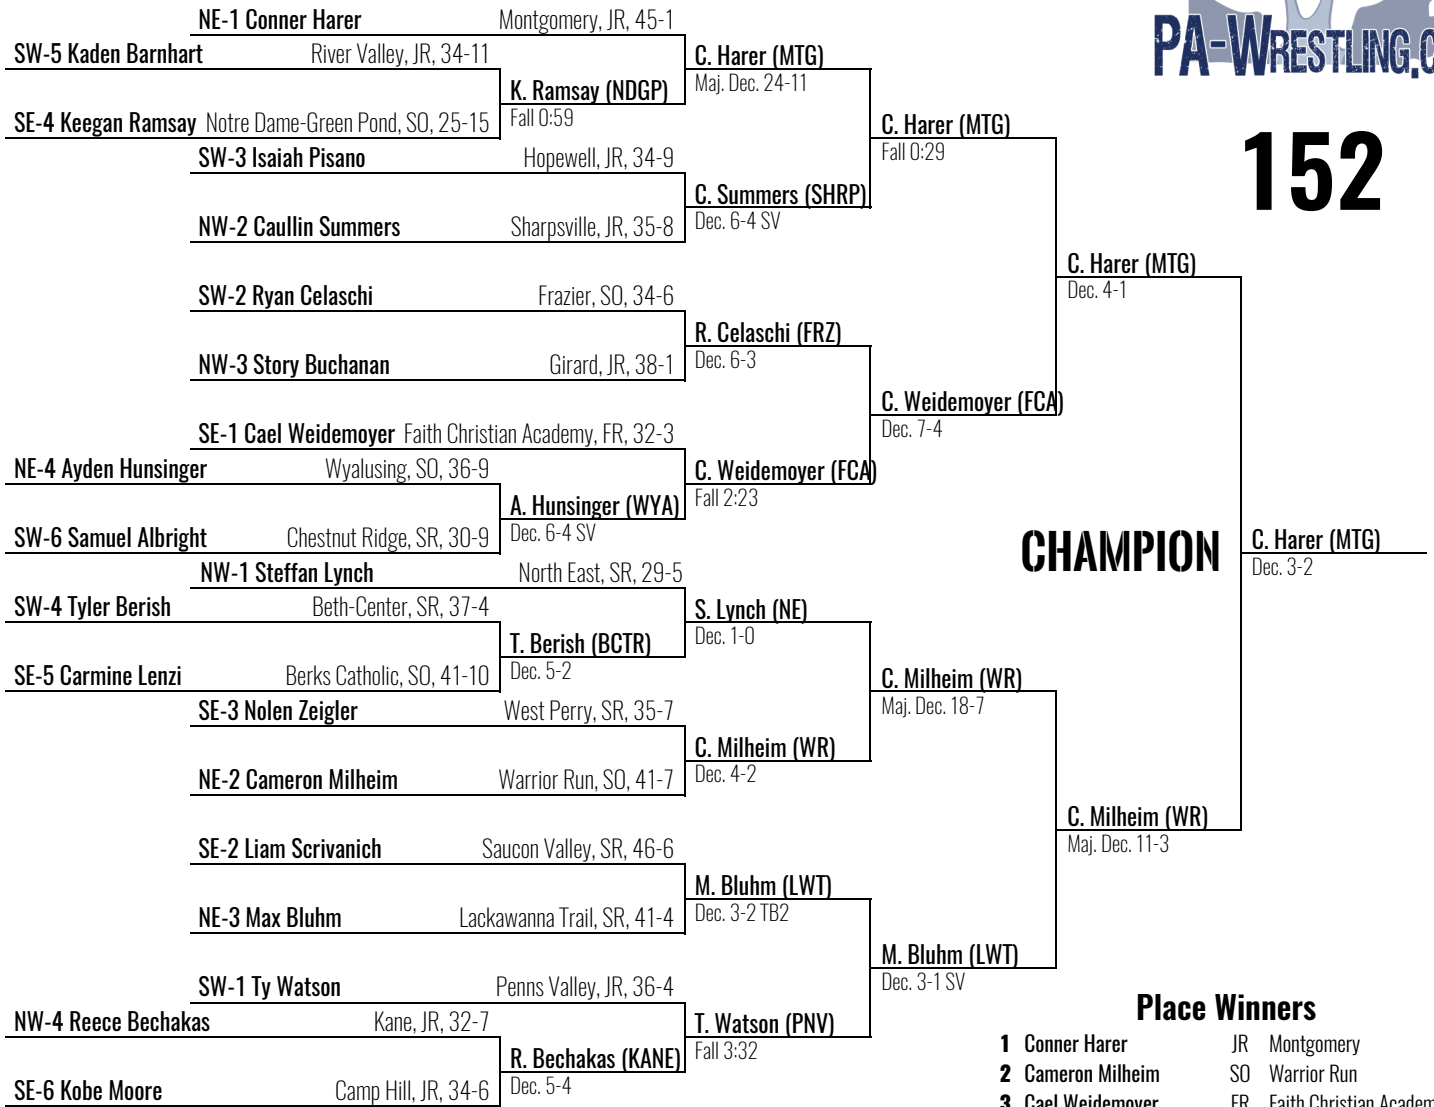 NE-1 Conner Harer Montgomery, JR, 45-1
SW-5 Kaden Barnhart River Valley, JR, 34-11
C. Harer (MTG)
Maj. Dec. 24-11
K. Ramsay (NDGP)
Fall 0:59
SE-4 Keegan Ramsay Notre Dame-Green Pond, SO, 25-15
C. Harer (MTG)
Fall 0:29
SW-3 Isaiah Pisano Hopewell, JR, 34-9
C. Summers (SHRP)
Dec. 6-4 SV
NW-2 Caullin Summers Sharpsville, JR, 35-8
PA-WRESTLING.C
152
C. Harer (MTG)
Dec. 4-1
SW-2 Ryan Celaschi Frazier, SO, 34-6
R. Celaschi (FRZ)
Dec. 6-3
NW-3 Story Buchanan Girard, JR, 38-1
C. Weidemoyer (FCA)
Dec. 7-4
SE-1 Cael Weidemoyer Faith Christian Academy, FR, 32-3
NE-4 Ayden Hunsinger Wyalusing, SO, 36-9
C. Weidemoyer (FCA)
Fall 2:23
A. Hunsinger (WYA)
Dec. 6-4 SV
SW-6 Samuel Albright Chestnut Ridge, SR, 30-9
CHAMPION
C. Harer (MTG)
Dec. 3-2
NW-1 Steffan Lynch North East, SR, 29-5
SW-4 Tyler Berish Beth-Center, SR, 37-4
S. Lynch (NE)
Dec. 1-0
T. Berish (BCTR)
Dec. 5-2
SE-5 Carmine Lenzi Berks Catholic, SO, 41-10
C. Milheim (WR)
Maj. Dec. 18-7
SE-3 Nolen Zeigler West Perry, SR, 35-7
C. Milheim (WR)
Dec. 4-2
NE-2 Cameron Milheim Warrior Run, SO, 41-7
C. Milheim (WR)
Maj. Dec. 11-3
SE-2 Liam Scrivanich Saucon Valley, SR, 46-6
M. Bluhm (LWT)
Dec. 3-2 TB2
NE-3 Max Bluhm Lackawanna Trail, SR, 41-4
M. Bluhm (LWT)
Dec. 3-1 SV
SW-1 Ty Watson Penns Valley, JR, 36-4
NW-4 Reece Bechakas Kane, JR, 32-7
T. Watson (PNV)
Fall 3:32
R. Bechakas (KANE)
Dec. 5-4
SE-6 Kobe Moore Camp Hill, JR, 34-6
Place Winners
1 Conner Harer JR Montgomery
2 Cameron Milheim SO Warrior Run
3 Cael Weidemoyer FR Faith Christian Academ